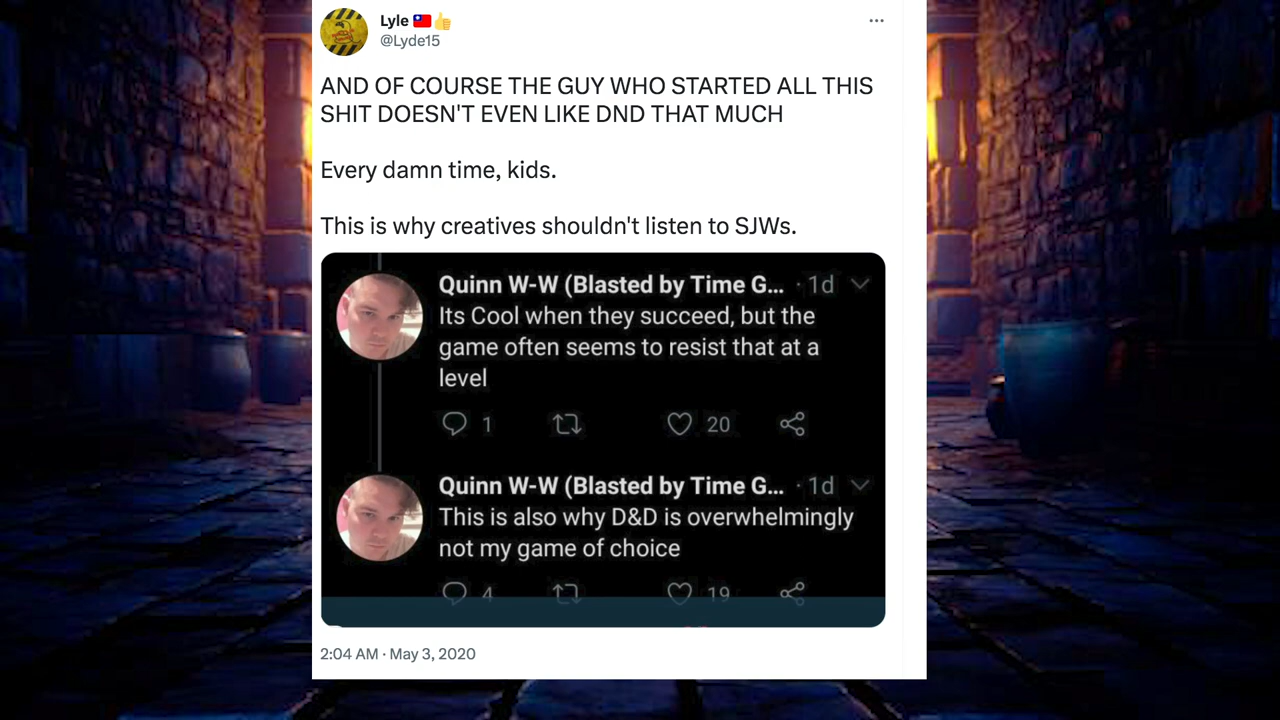 Lyle 🇹🇼👍
@Lyde15
AND OF COURSE THE GUY WHO STARTED ALL THIS
SHIT DOESN'T EVEN LIKE DND THAT MUCH
Every damn time, kids.
This is why creatives shouldn't listen to SJWs.
Quinn W-W (Blasted by Time G... · 1d
Its Cool when they succeed, but the
game often seems to resist that at a
level
1 20
Quinn W-W (Blasted by Time G... · 1d
This is also why D&D is overwhelmingly
not my game of choice
4 19
2:04 AM · May 3, 2020